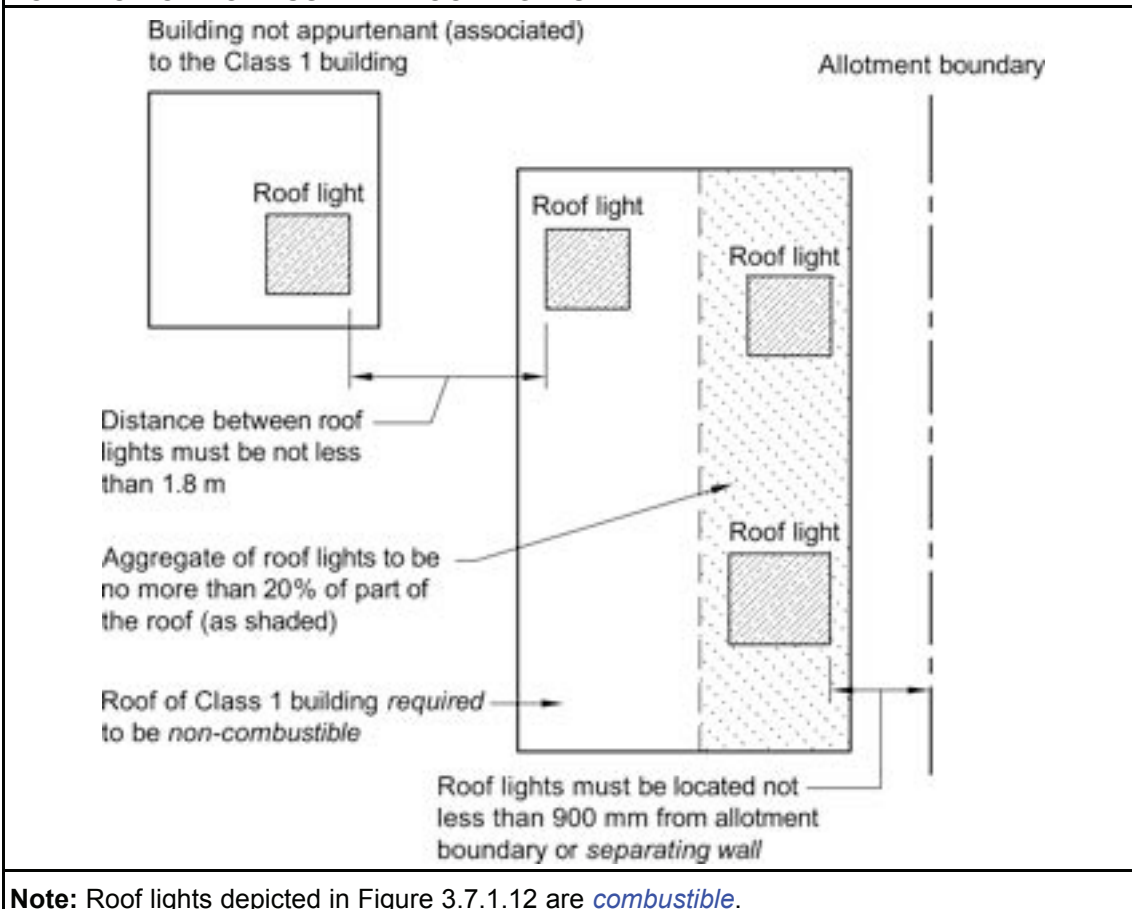 Building not appurtenant (associated)
to the Class 1 building
Allotment boundary
Roof light
Roof light
Roof light
Distance between roof
lights must be not less
than 1.8 m
Roof light
Aggregate of roof lights to be
no more than 20% of part of
the roof (as shaded)
Roof of Class 1 building required
to be non-combustible
Roof lights must be located not
less than 900 mm from allotment
boundary or separating wall
Note: Roof lights depicted in Figure 3.7.1.12 are combustible.